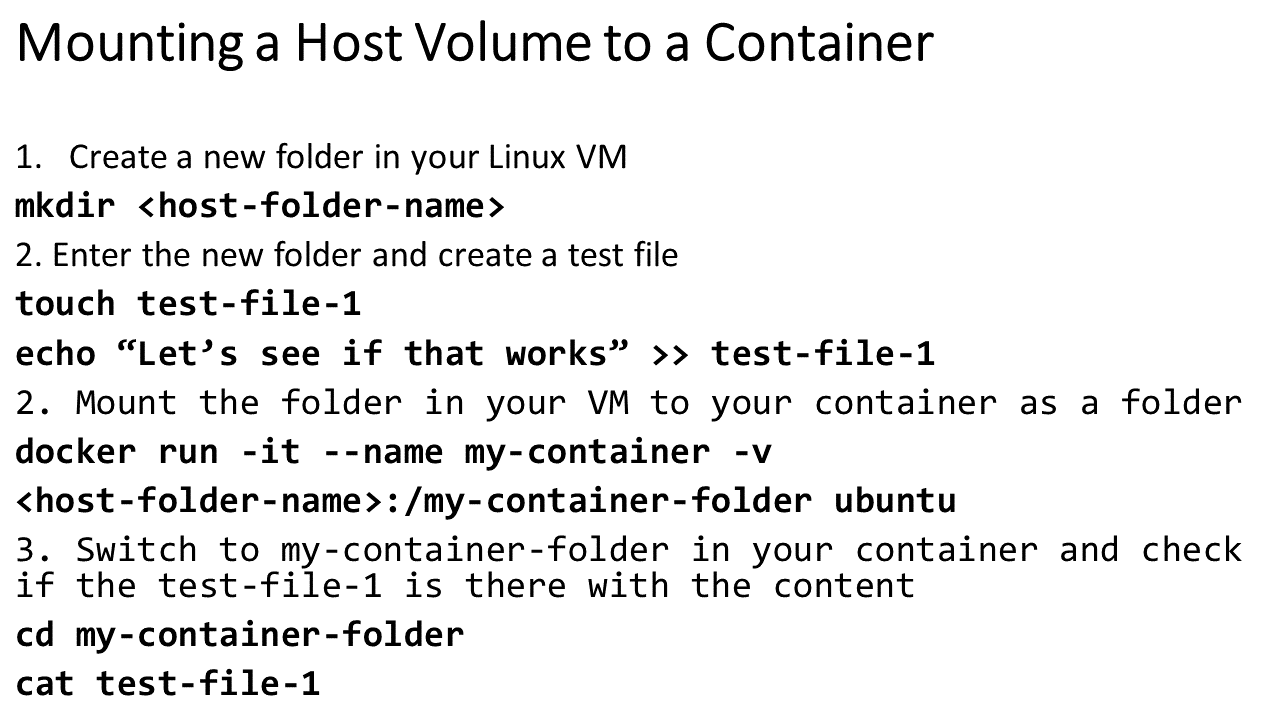 Mounting a Host Volume to a Container
1. Create a new folder in your Linux VM
mkdir <host-folder-name>
2. Enter the new folder and create a test file
touch test-file-1
echo “Let’s see if that works” >> test-file-1
2. Mount the folder in your VM to your container as a folder
docker run -it --name my-container -v
<host-folder-name>:/my-container-folder ubuntu
3. Switch to my-container-folder in your container and check
if the test-file-1 is there with the content
cd my-container-folder
cat test-file-1